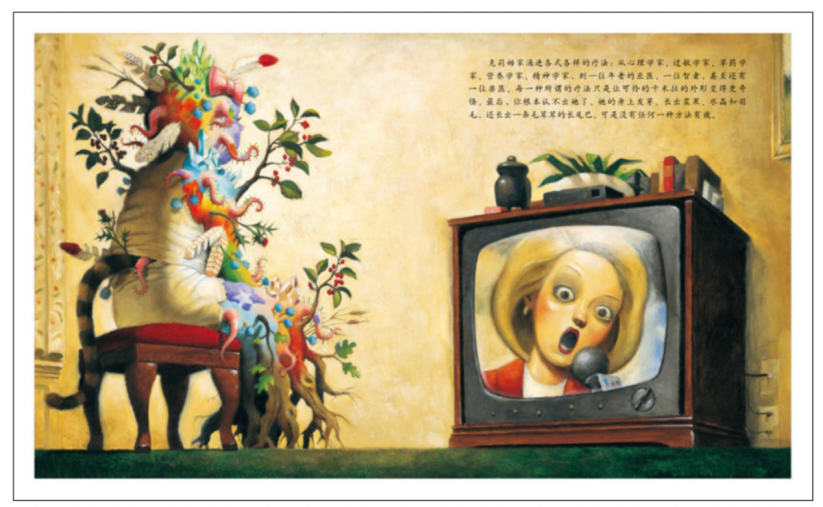 克莉姆家涌进各式各样的疗法：从心理学家、过敏学家、草药学
家、营养学家、精神学家，到一位年老的巫医、一位智者，甚至还有
一位兽医。每一种所谓的疗法只是让可怜的卡米拉的外形变得更奇
怪。最后，你根本认不出她了。她的身上发芽、长出浆果、水晶和羽
毛，还长出一条毛茸茸的长尾巴。可是没有任何一种方法有效。